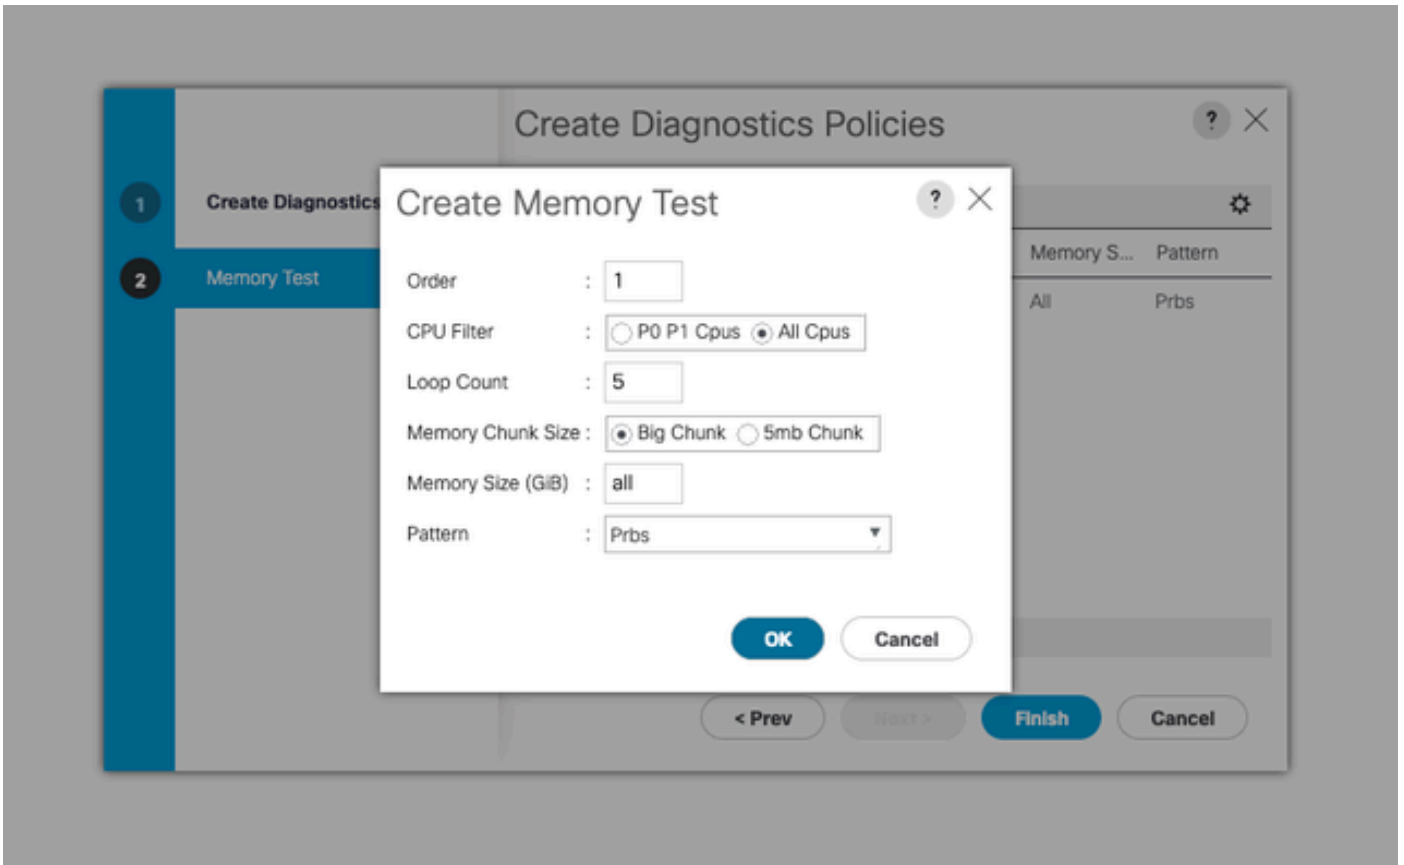 Create Diagnostics Policies
?
1
Create Diagnostics
2
Memory Test
Memory S... Pattern
All Prbs
Create Memory Test
?
Order : 1
CPU Filter : P0 P1 Cpus All Cpus
Loop Count : 5
Memory Chunk Size : Big Chunk 5mb Chunk
Memory Size (GiB) : all
Pattern : Prbs
OK Cancel
< Prev Next > Finish Cancel